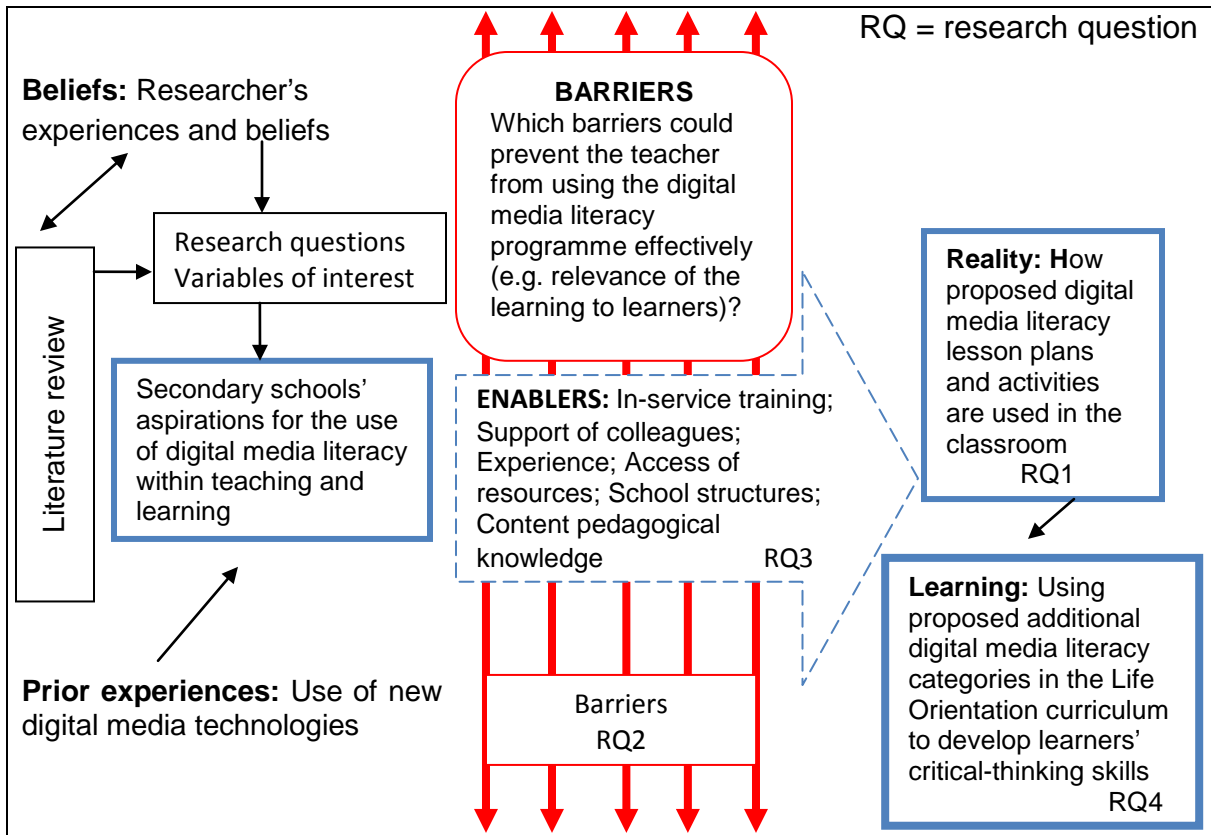 RQ = research question
Beliefs: Researcher's
experiences and beliefs
Literature review
Research questions
Variables of interest
Secondary schools'
aspirations for the use
of digital media literacy
within teaching and
learning
Prior experiences: Use of new
digital media technologies
BARRIERS
Which barriers could
prevent the teacher
from using the digital
media literacy
programme effectively
(e.g. relevance of the
learning to learners)?
ENABLERS: In-service training;
Support of colleagues;
Experience; Access of
resources; School structures;
Content pedagogical
knowledge RQ3
Barriers
RQ2
Reality: How
proposed digital
media literacy
lesson plans
and activities
are used in the
classroom
RQ1
Learning: Using
proposed additional
digital media literacy
categories in the Life
Orientation curriculum
to develop learners'
critical-thinking skills
RQ4